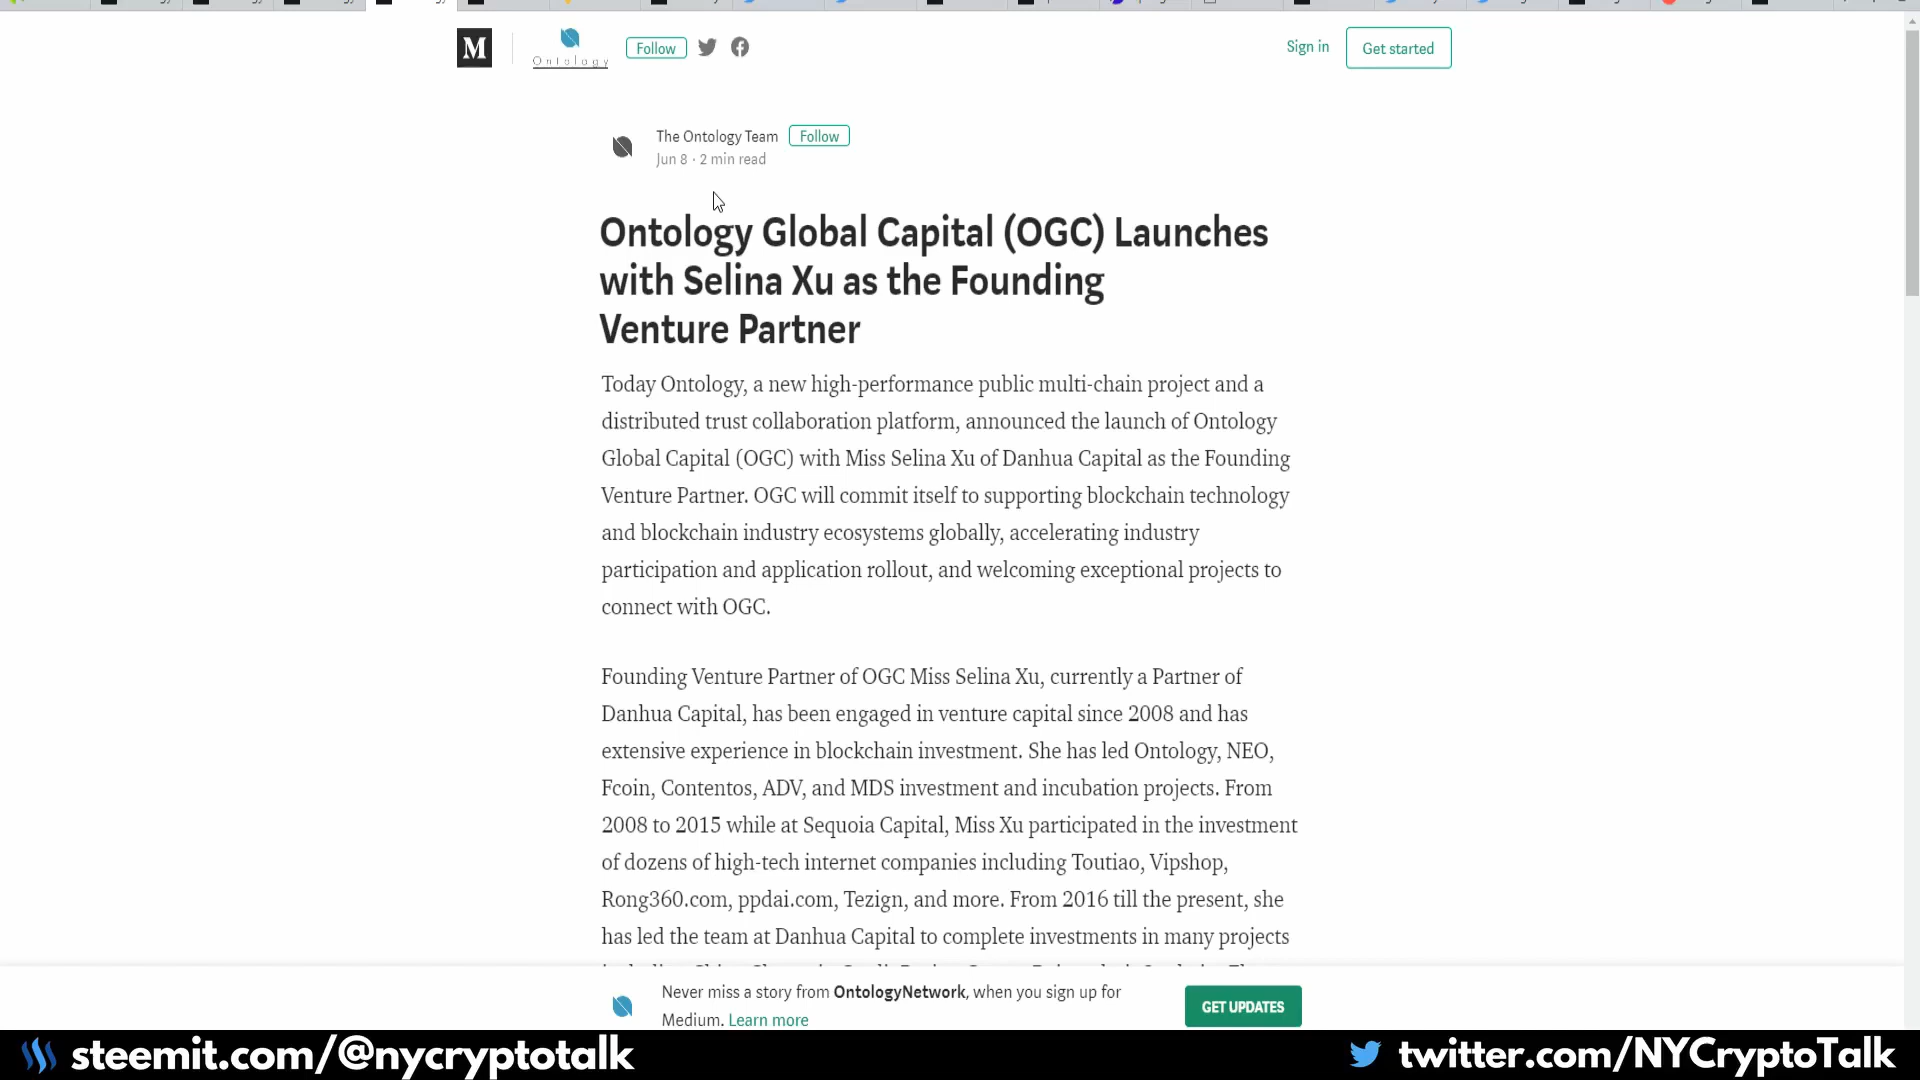 M
Ontology
Follow
Sign in
Get started
The Ontology Team
Follow
Jun 8 · 2 min read
Ontology Global Capital (OGC) Launches
with Selina Xu as the Founding
Venture Partner
Today Ontology, a new high-performance public multi-chain project and a
distributed trust collaboration platform, announced the launch of Ontology
Global Capital (OGC) with Miss Selina Xu of Danhua Capital as the Founding
Venture Partner. OGC will commit itself to supporting blockchain technology
and blockchain industry ecosystems globally, accelerating industry
participation and application rollout, and welcoming exceptional projects to
connect with OGC.
Founding Venture Partner of OGC Miss Selina Xu, currently a Partner of
Danhua Capital, has been engaged in venture capital since 2008 and has
extensive experience in blockchain investment. She has led Ontology, NEO,
Fcoin, Contentos, ADV, and MDS investment and incubation projects. From
2008 to 2015 while at Sequoia Capital, Miss Xu participated in the investment
of dozens of high-tech internet companies including Toutiao, Vipshop,
Rong360.com, ppdai.com, Tezign, and more. From 2016 till the present, she
has led the team at Danhua Capital to complete investments in many projects
Never miss a story from OntologyNetwork, when you sign up for
Medium. Learn more
GET UPDATES
steemit.com/@nycryptotalk
twitter.com/NYCryptoTalk